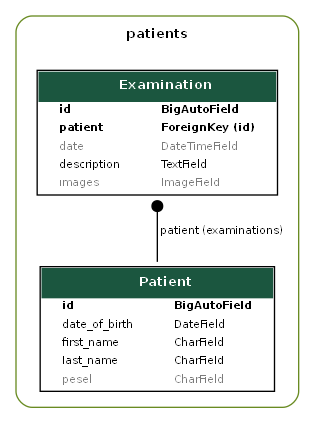 patients
Examination
id BigAutoField
patient ForeignKey (id)
date DateTimeField
description TextField
images ImageField
patient (examinations)
Patient
id BigAutoField
date_of_birth DateField
first_name CharField
last_name CharField
pesel CharField